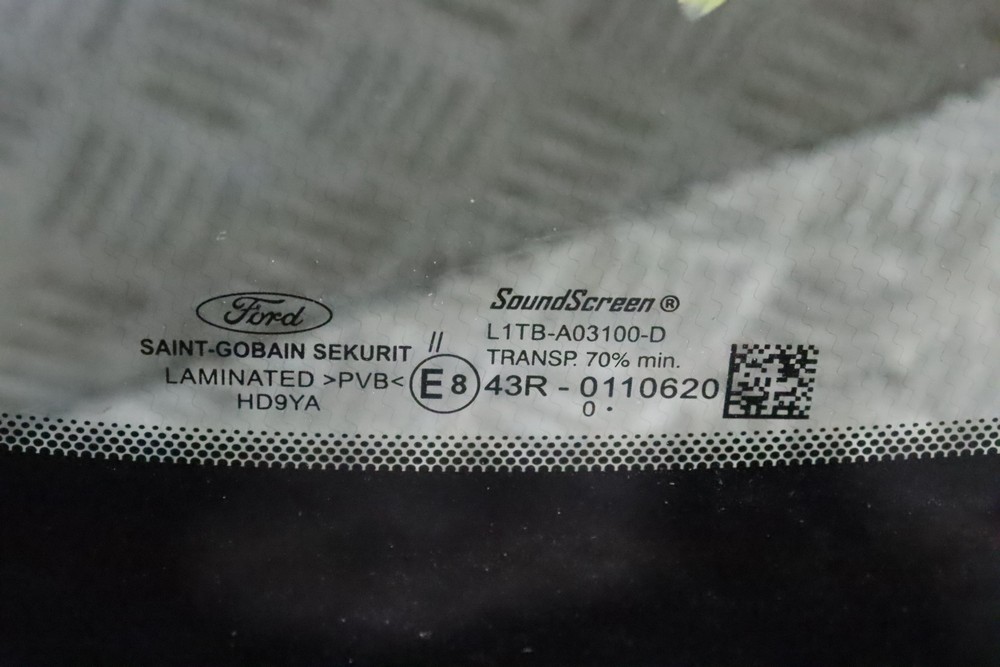 Ford
SAINT-GOBAIN SEKURIT //
LAMINATED >PVB<
HD9YA
E8
SoundScreen ®
L1TB-A03100-D
TRANSP. 70% min.
43R - 0110620
0 ·